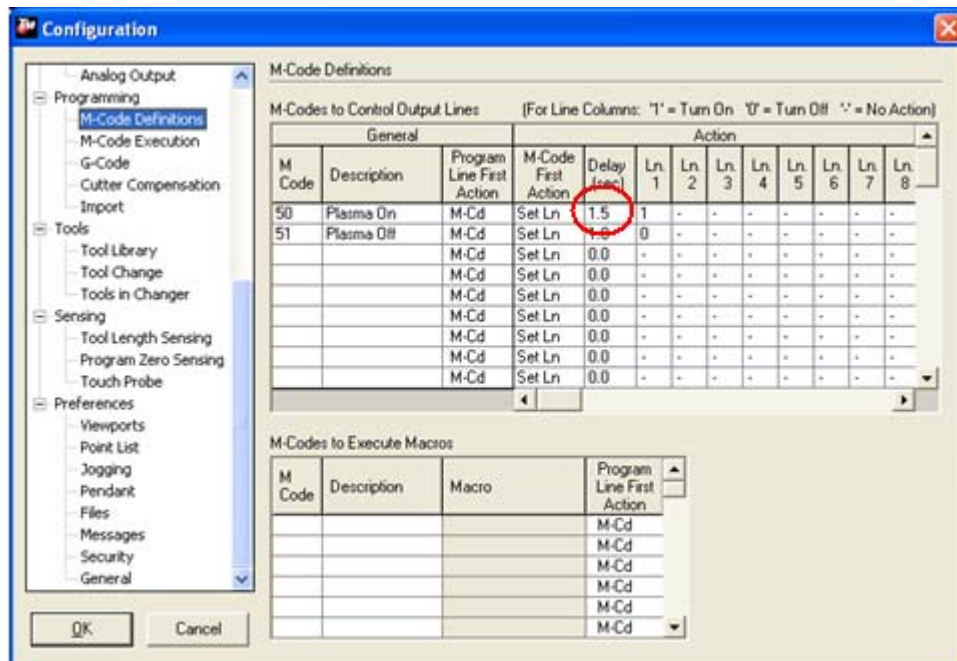 Configuration
Analog Output
Programming
M-Code Definitions
M-Code Execution
G-Code
Cutter Compensation
Import
Tools
Tool Library
Tool Change
Tools in Changer
Sensing
Tool Length Sensing
Program Zero Sensing
Touch Probe
Preferences
Viewports
Point List
Jogging
Pendant
Files
Messages
Security
General
OK Cancel
M-Code Definitions
M-Codes to Control Output Lines (For Line Columns: '1' = Turn On '0' = Turn Off '-' = No Action)
General Action
M Code Description Program Line First Action M-Code First Action Delay (sec) Ln. 1 Ln. 2 Ln. 3 Ln. 4 Ln. 5 Ln. 6 Ln. 7 Ln. 8
50 Plasma On M-Cd Set Ln 1.5 1 - - - - - - -
51 Plasma Off M-Cd Set Ln 1.0 0 - - - - - - -
M-Cd Set Ln 0.0 - - - - - - - -
M-Cd Set Ln 0.0 - - - - - - - -
M-Cd Set Ln 0.0 - - - - - - - -
M-Cd Set Ln 0.0 - - - - - - - -
M-Cd Set Ln 0.0 - - - - - - - -
M-Cd Set Ln 0.0 - - - - - - - -
M-Cd Set Ln 0.0 - - - - - - - -
M-Codes to Execute Macros
M Code Description Macro Program Line First Action
M-Cd
M-Cd
M-Cd
M-Cd
M-Cd
M-Cd